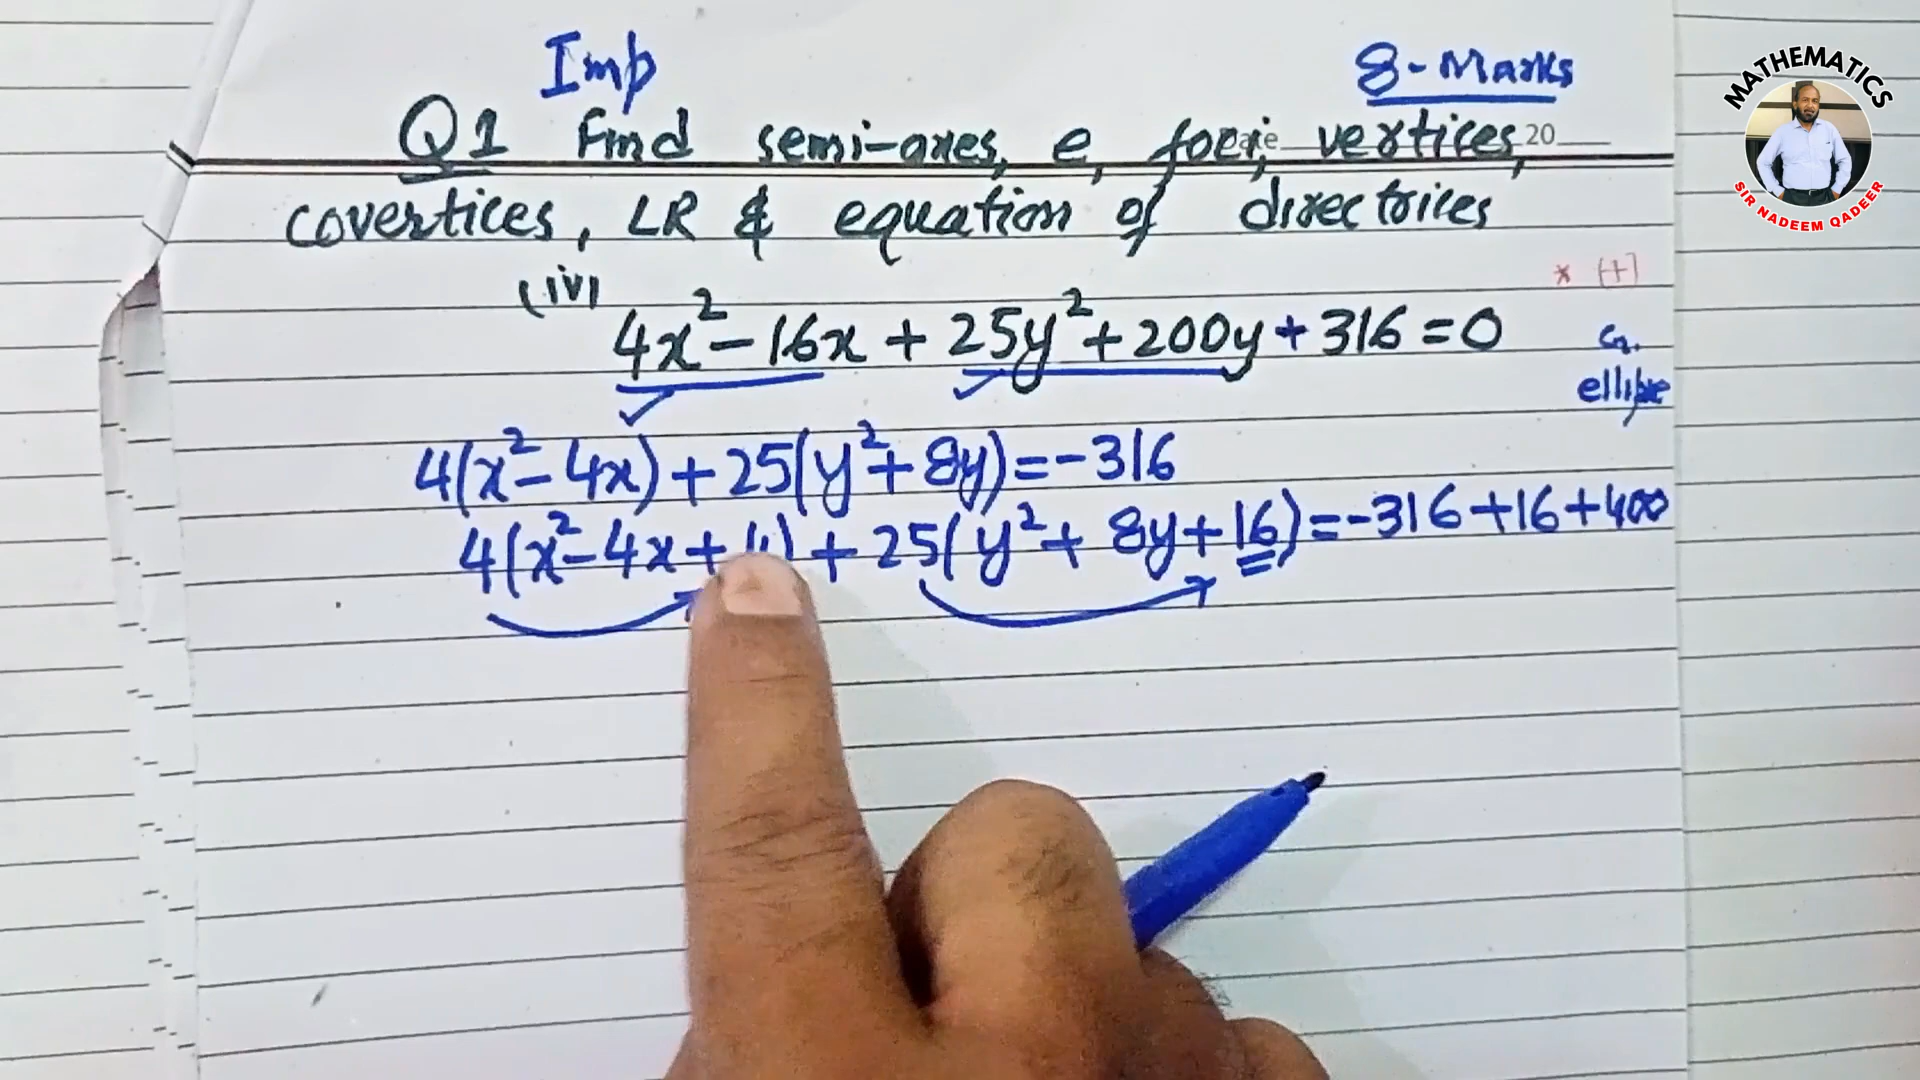 Imp
8-Marks
MATHEMATICS
SIR NADEEM QADEER
Q1 Find semi-axes, e, foci, vertices, 20
covertices, LR & equation of directrices
* (+)
(iv)
4x² - 16x + 25y² + 200y + 316 = 0
ellipse
4(x² - 4x) + 25(y² + 8y) = -316
4(x² - 4x + 4) + 25(y² + 8y + 16) = -316 + 16 + 400